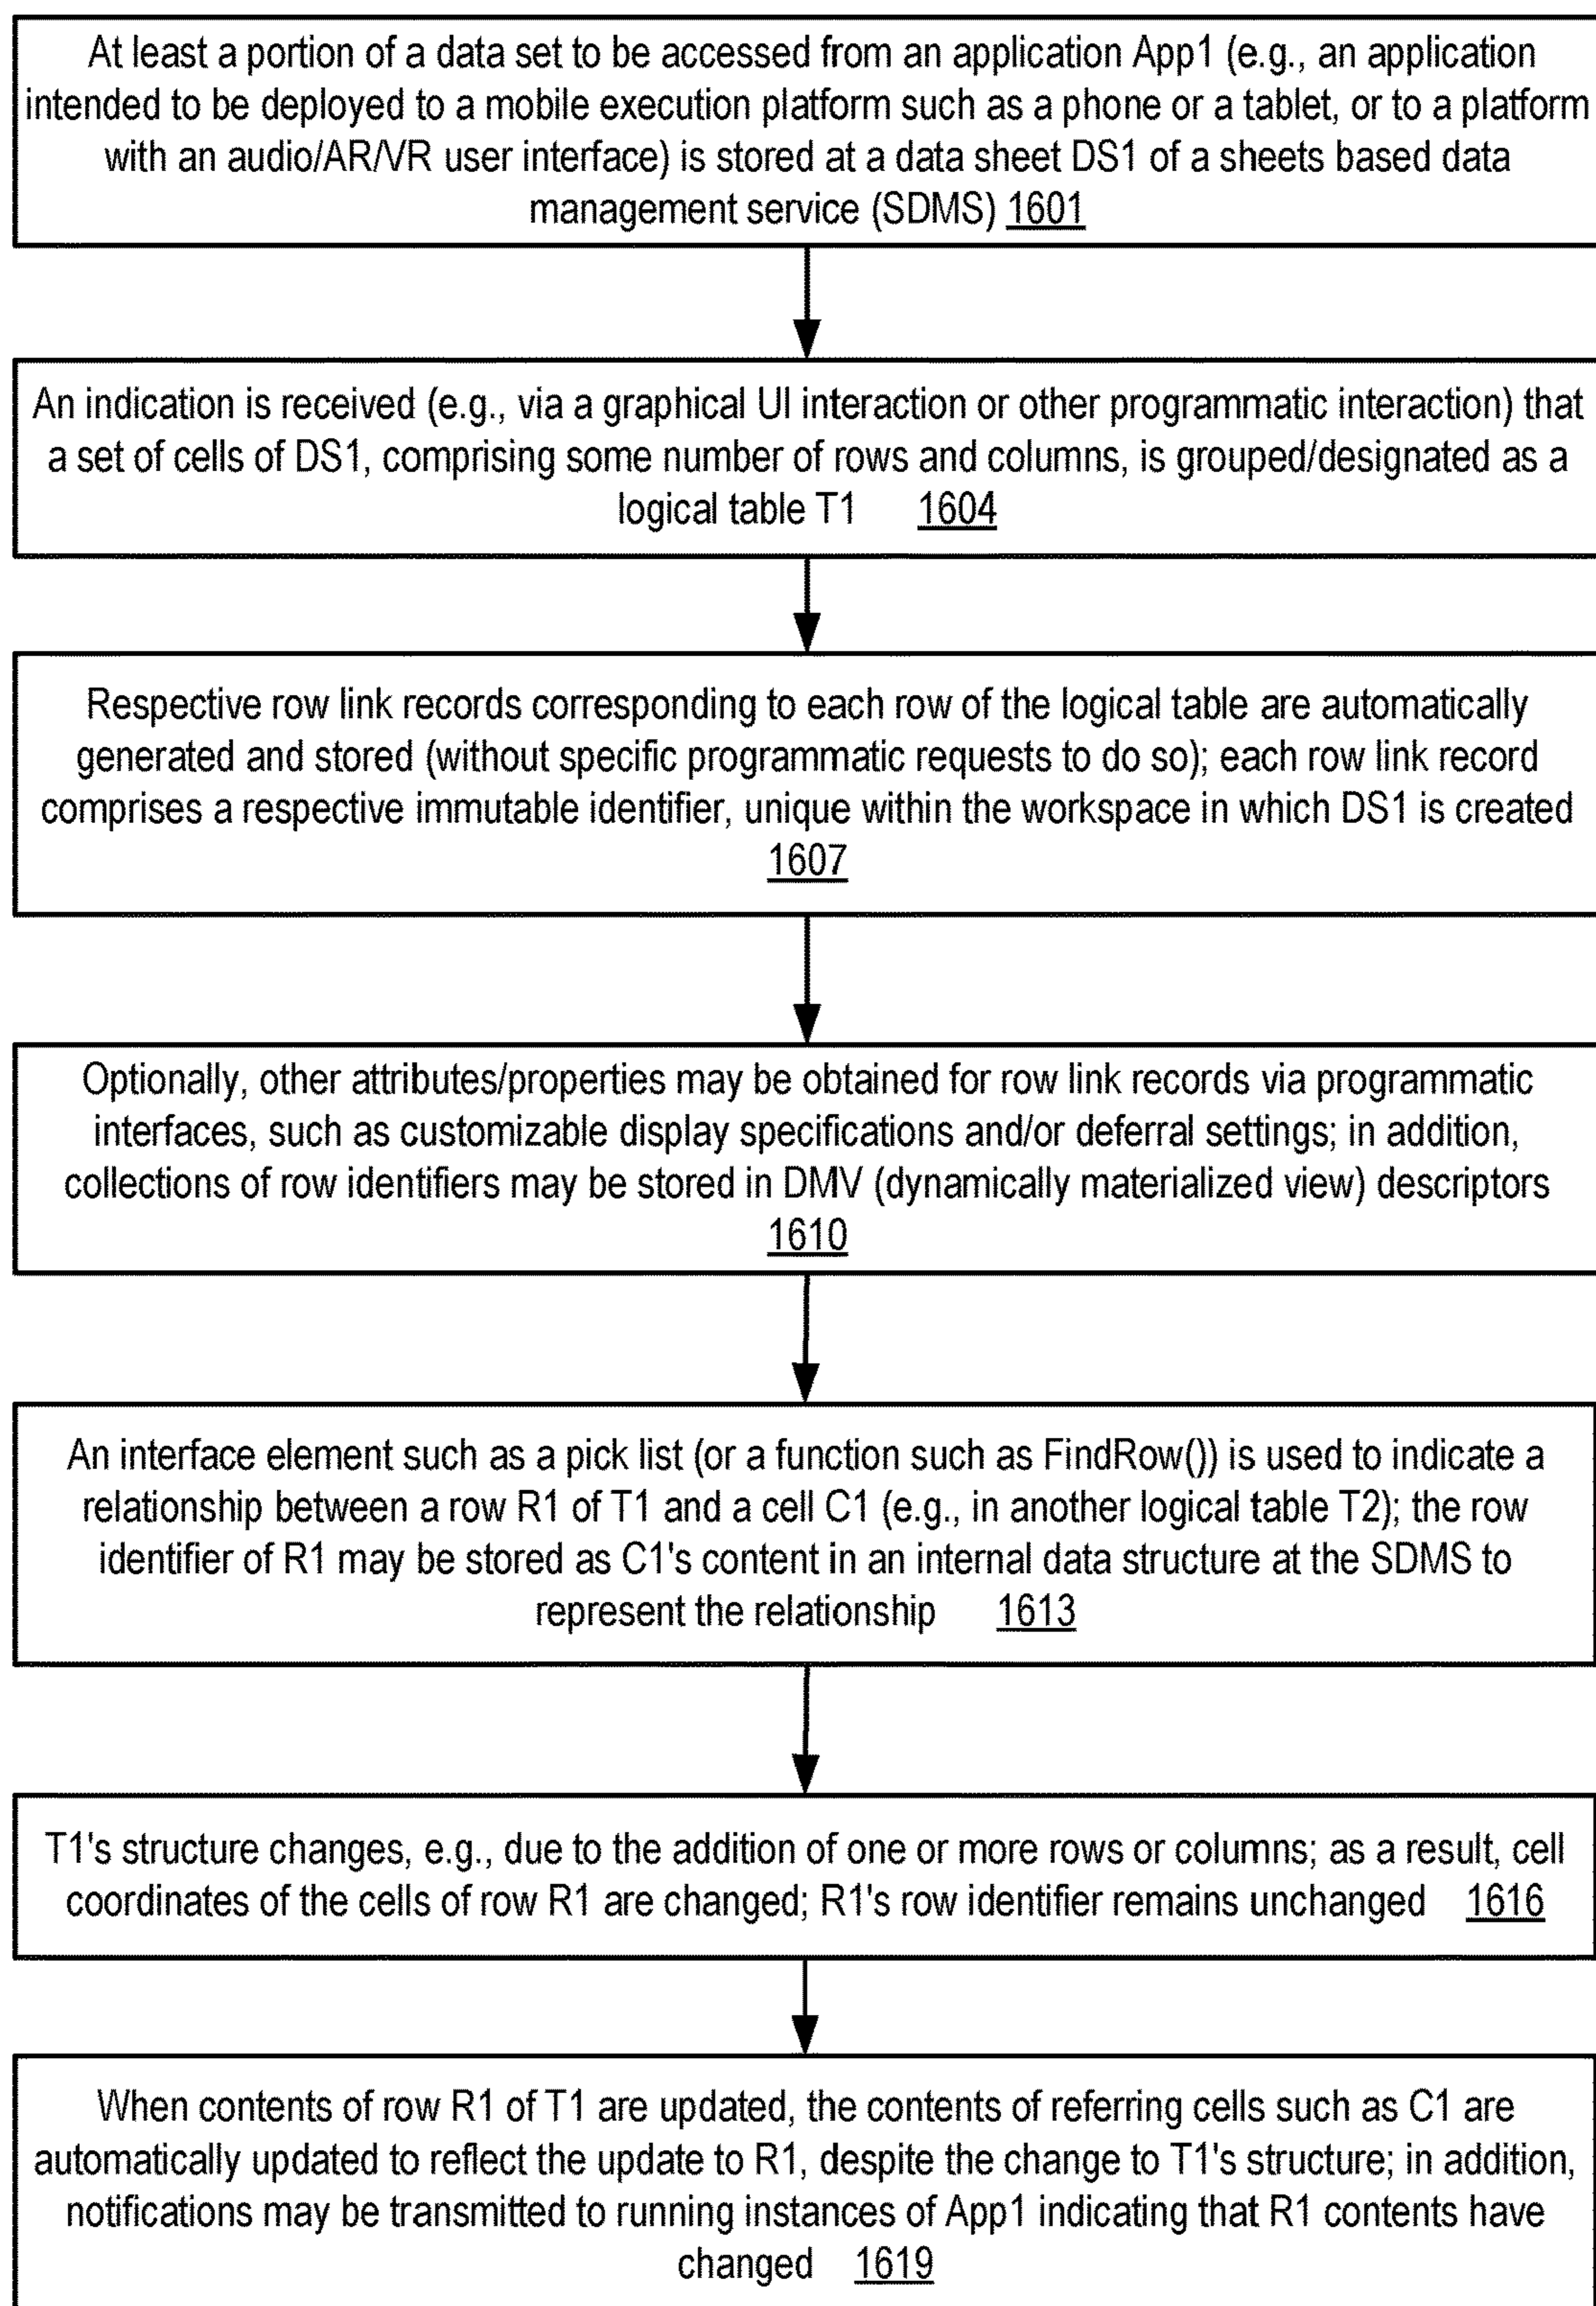 At least a portion of a data set to be accessed from an application App1 (e.g., an application
intended to be deployed to a mobile execution platform such as a phone or a tablet, or to a platform
with an audio/AR/VR user interface) is stored at a data sheet DS1 of a sheets based data
management service (SDMS) 1601
An indication is received (e.g., via a graphical UI interaction or other programmatic interaction) that
a set of cells of DS1, comprising some number of rows and columns, is grouped/designated as a
logical table T1 1604
Respective row link records corresponding to each row of the logical table are automatically
generated and stored (without specific programmatic requests to do so); each row link record
comprises a respective immutable identifier, unique within the workspace in which DS1 is created
1607
Optionally, other attributes/properties may be obtained for row link records via programmatic
interfaces, such as customizable display specifications and/or deferral settings; in addition,
collections of row identifiers may be stored in DMV (dynamically materialized view) descriptors
1610
An interface element such as a pick list (or a function such as FindRow()) is used to indicate a
relationship between a row R1 of T1 and a cell C1 (e.g., in another logical table T2); the row
identifier of R1 may be stored as C1's content in an internal data structure at the SDMS to
represent the relationship 1613
T1's structure changes, e.g., due to the addition of one or more rows or columns; as a result, cell
coordinates of the cells of row R1 are changed; R1's row identifier remains unchanged 1616
When contents of row R1 of T1 are updated, the contents of referring cells such as C1 are
automatically updated to reflect the update to R1, despite the change to T1's structure; in addition,
notifications may be transmitted to running instances of App1 indicating that R1 contents have
changed 1619